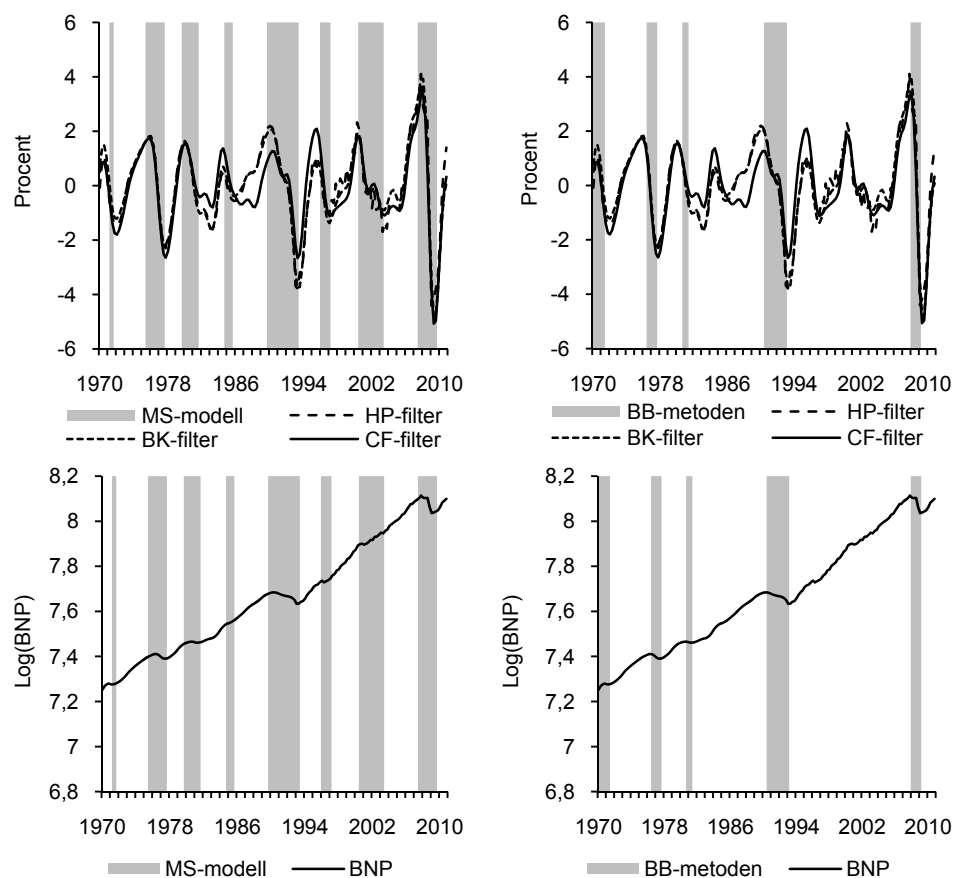 6
4
2
0
-2
-4
-6
Procent
1970 1978 1986 1994 2002 2010
MS-modell HP-filter
BK-filter CF-filter
6
4
2
0
-2
-4
-6
Procent
1970 1978 1986 1994 2002 2010
BB-metoden HP-filter
BK-filter CF-filter
8,2
8
7,8
7,6
7,4
7,2
7
6,8
Log(BNP)
1970 1978 1986 1994 2002 2010
MS-modell BNP
8,2
8
7,8
7,6
7,4
7,2
7
6,8
Log(BNP)
1970 1978 1986 1994 2002 2010
BB-metoden BNP